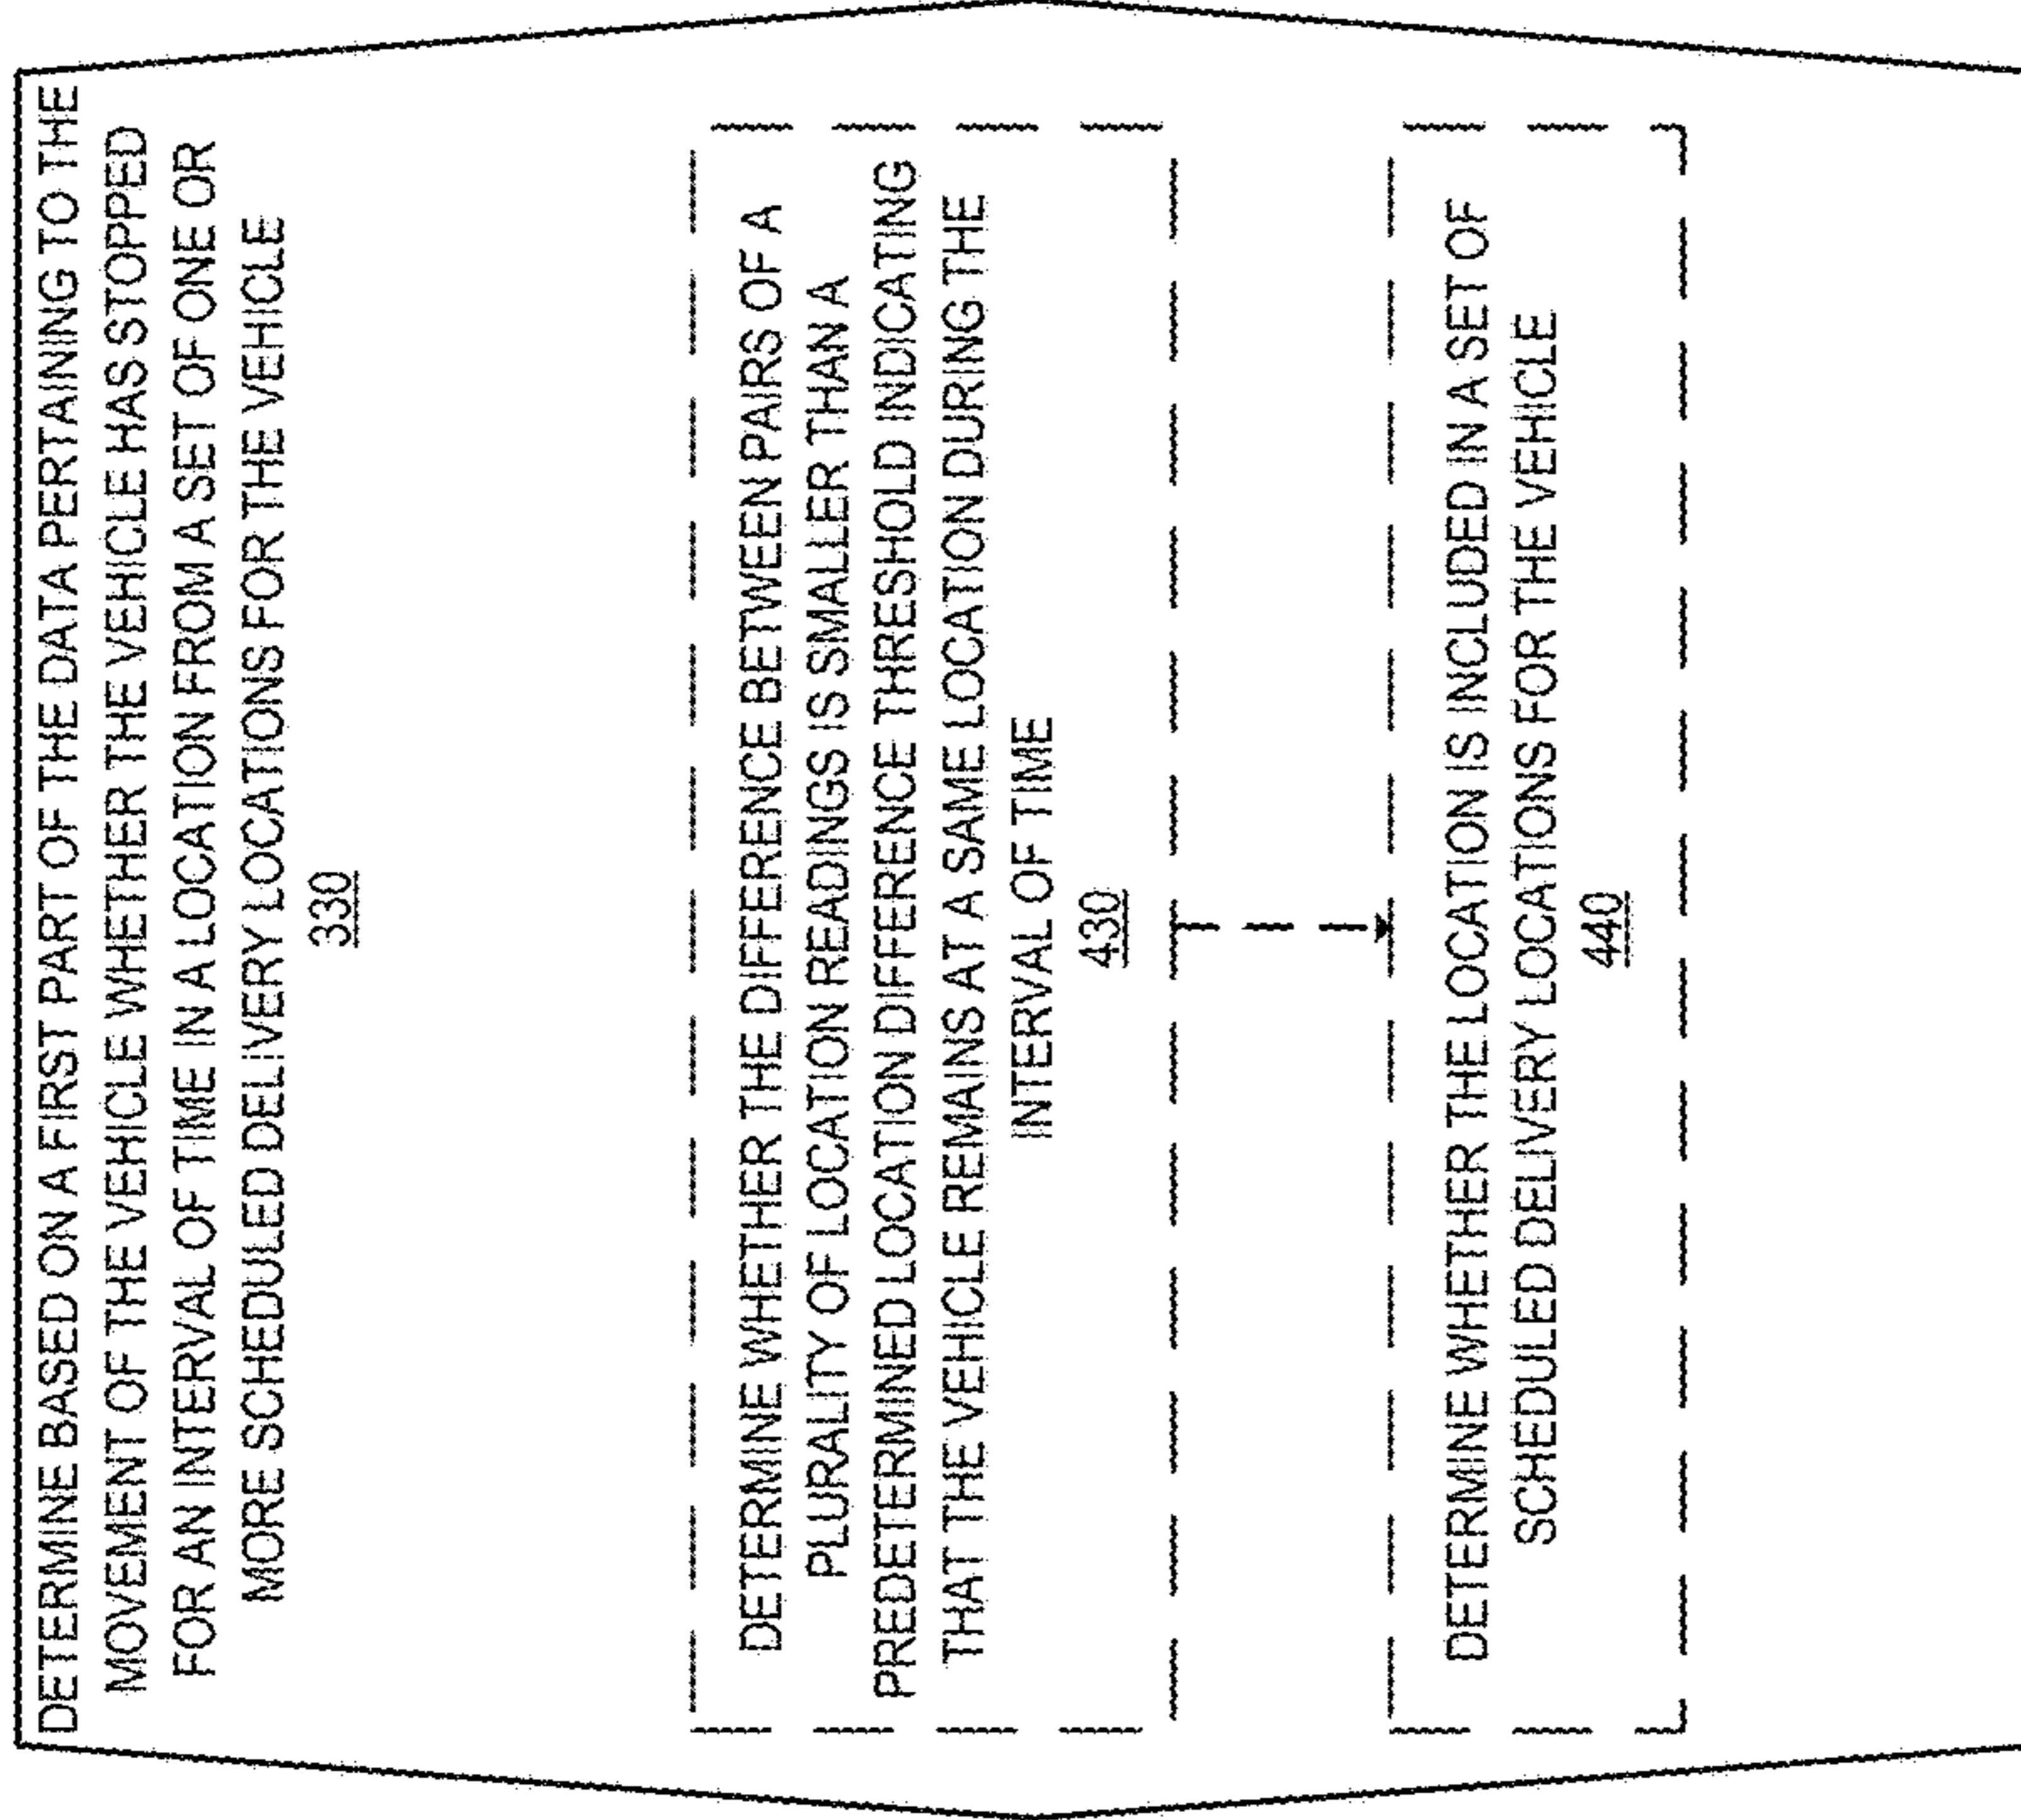 DETERMINE BASED ON A FIRST PART OF THE DATA PERTAINING TO THE
MOVEMENT OF THE VEHICLE WHETHER THE VEHICLE HAS STOPPED
FOR AN INTERVAL OF TIME IN A LOCATION FROM A SET OF ONE OR
MORE SCHEDULED DELIVERY LOCATIONS FOR THE VEHICLE
330
DETERMINE WHETHER THE DIFFERENCE BETWEEN PAIRS OF A
PLURALITY OF LOCATION READINGS IS SMALLER THAN A
PREDETERMINED LOCATION DIFFERENCE THRESHOLD INDICATING
THAT THE VEHICLE REMAINS AT A SAME LOCATION DURING THE
INTERVAL OF TIME
430
DETERMINE WHETHER THE LOCATION IS INCLUDED IN A SET OF
SCHEDULED DELIVERY LOCATIONS FOR THE VEHICLE
440